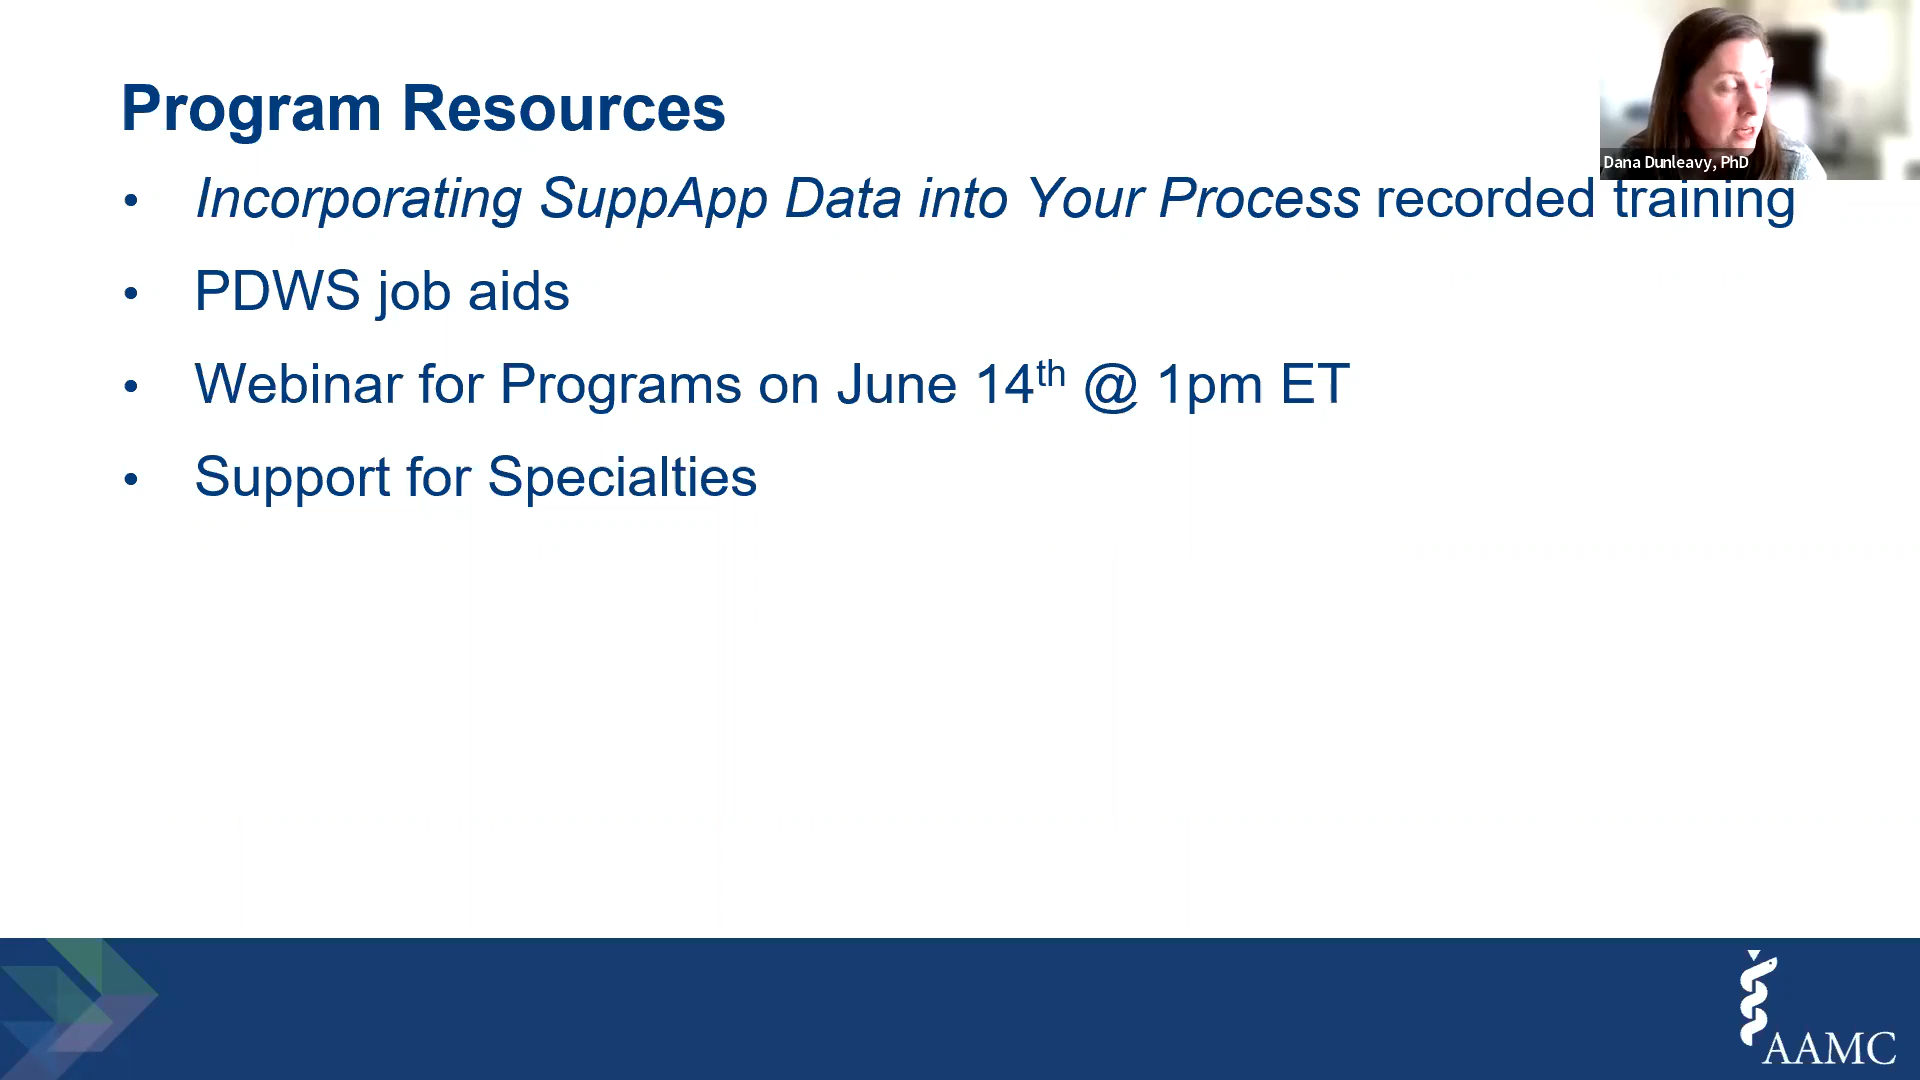 Program Resources
Dana Dunleavy, PhD
• Incorporating SuppApp Data into Your Process recorded training
• PDWS job aids
• Webinar for Programs on June 14th @ 1pm ET
• Support for Specialties
AAMC